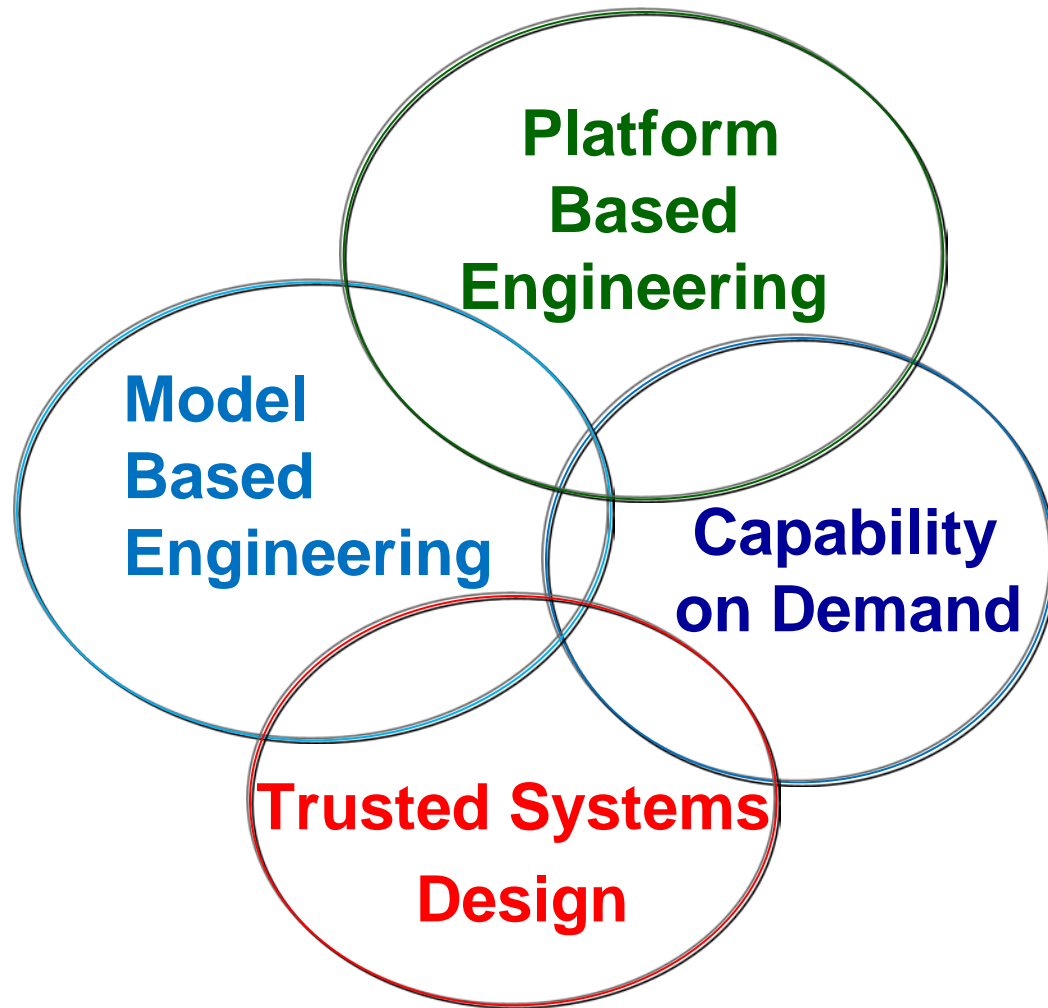 Platform
Based
Engineering
Model
Based
Engineering
Capability
on Demand
Trusted Systems
Design